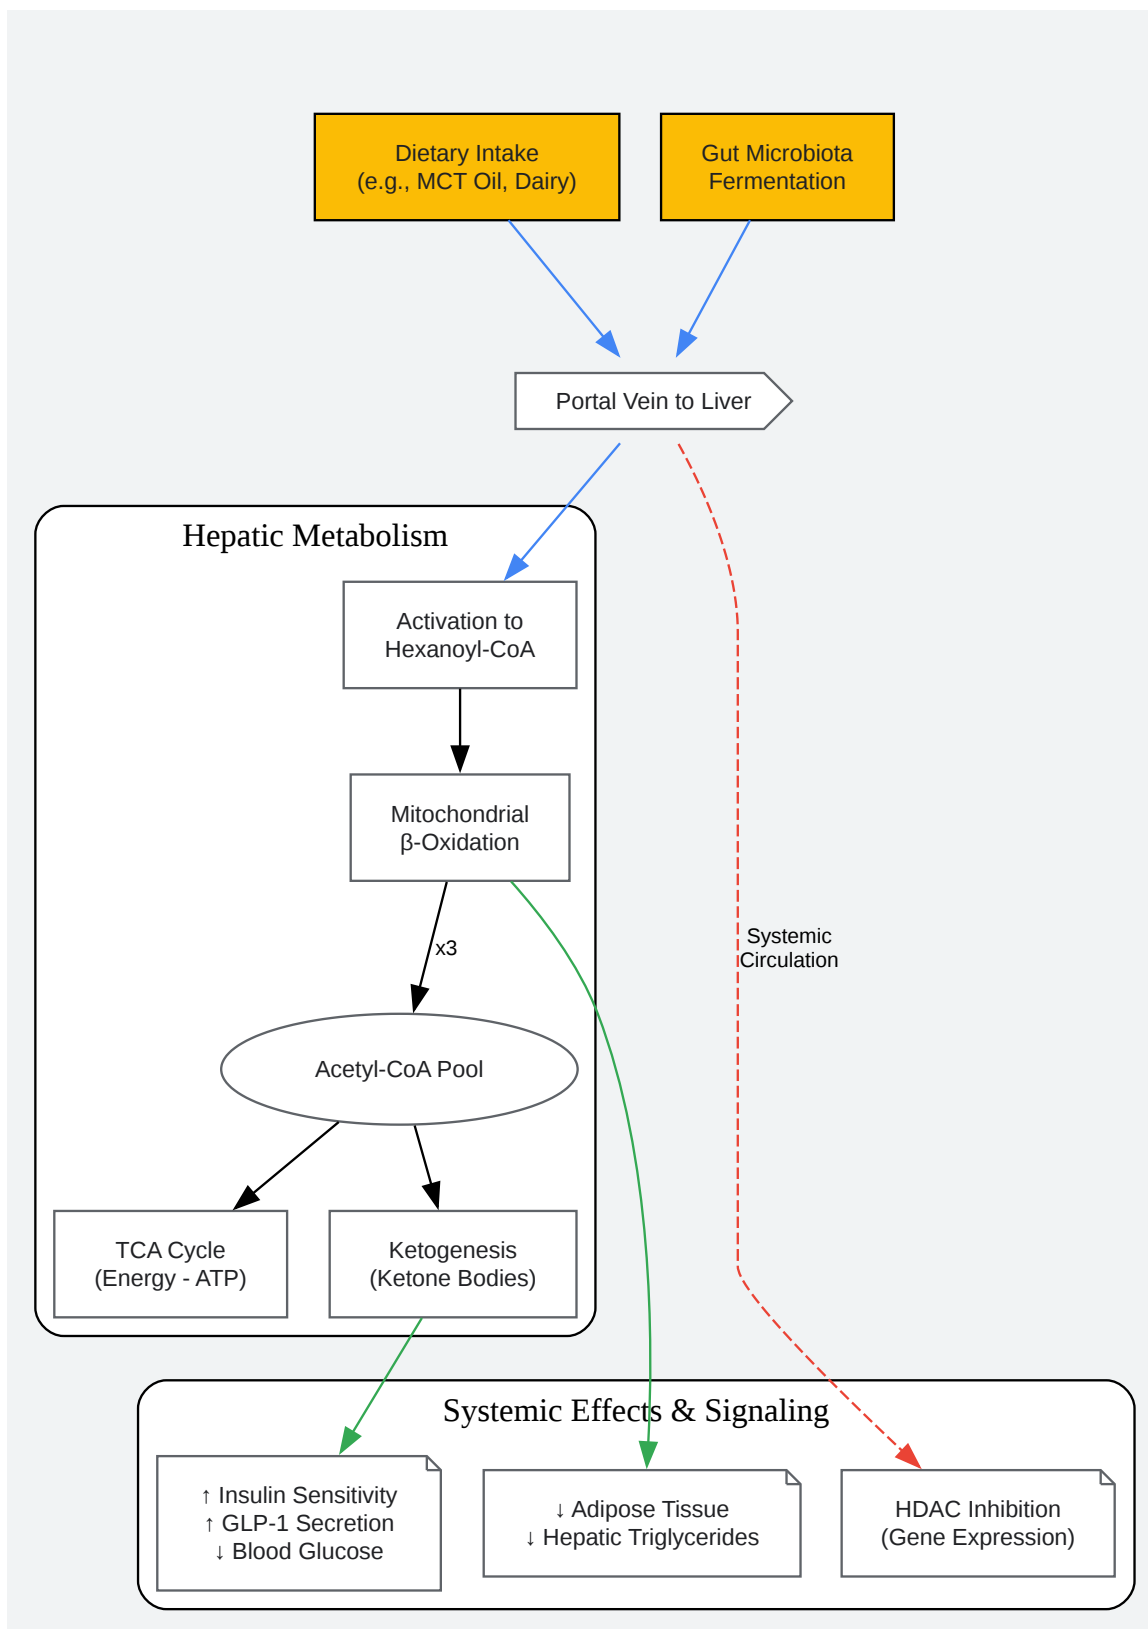 Dietary Intake
(e.g., MCT Oil, Dairy)
Gut Microbiota
Fermentation
Portal Vein to Liver
Hepatic Metabolism
Activation to
Hexanoyl-CoA
Mitochondrial
β-Oxidation
x3
Systemic
Circulation
Acetyl-CoA Pool
TCA Cycle
(Energy - ATP)
Ketogenesis
(Ketone Bodies)
Systemic Effects & Signaling
↑ Insulin Sensitivity
↑ GLP-1 Secretion
↓ Blood Glucose
↓ Adipose Tissue
↓ Hepatic Triglycerides
HDAC Inhibition
(Gene Expression)